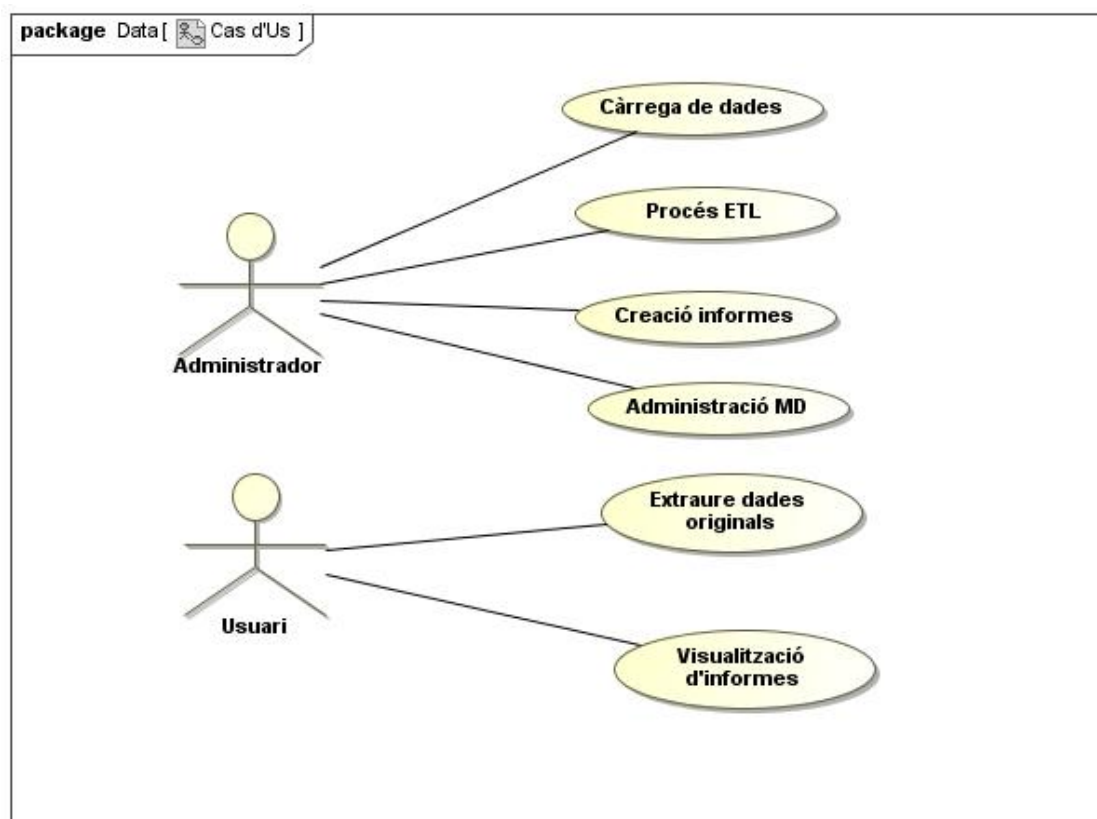 package Data [ Cas d'Us ]
Càrrega de dades
Procés ETL
Creació informes
Administració MD
Administrador
Extraure dades
originals
Usuari
Visualització
d'informes